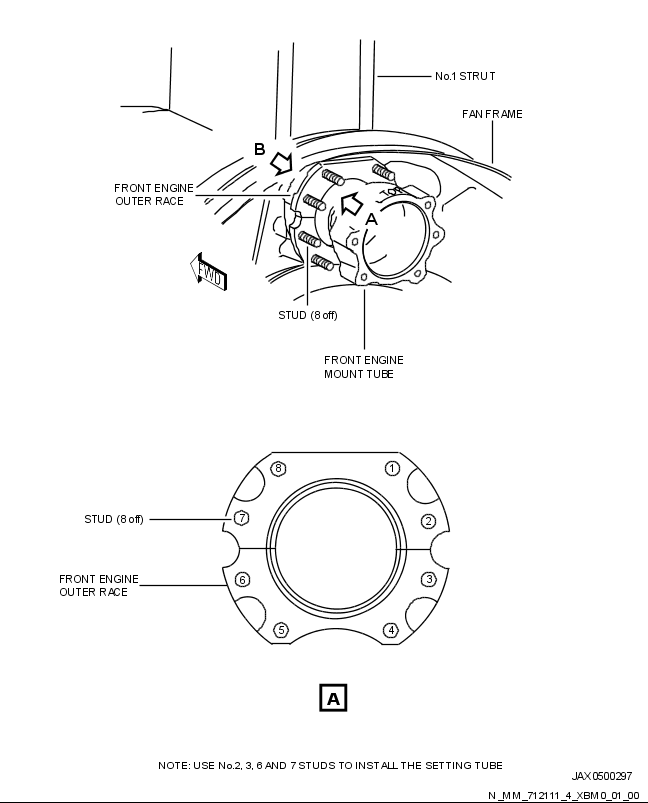 No.1 STRUT
FAN FRAME
B
FRONT ENGINE
OUTER RACE
A
FWD
STUD (8 off)
FRONT ENGINE
MOUNT TUBE
8
1
STUD (8 off)
7
2
FRONT ENGINE
OUTER RACE
6
3
5
4
A
NOTE: USE No.2, 3, 6 AND 7 STUDS TO INSTALL THE SETTING TUBE
JAX0500297
N_MM_712111_4_XBM0_01_00